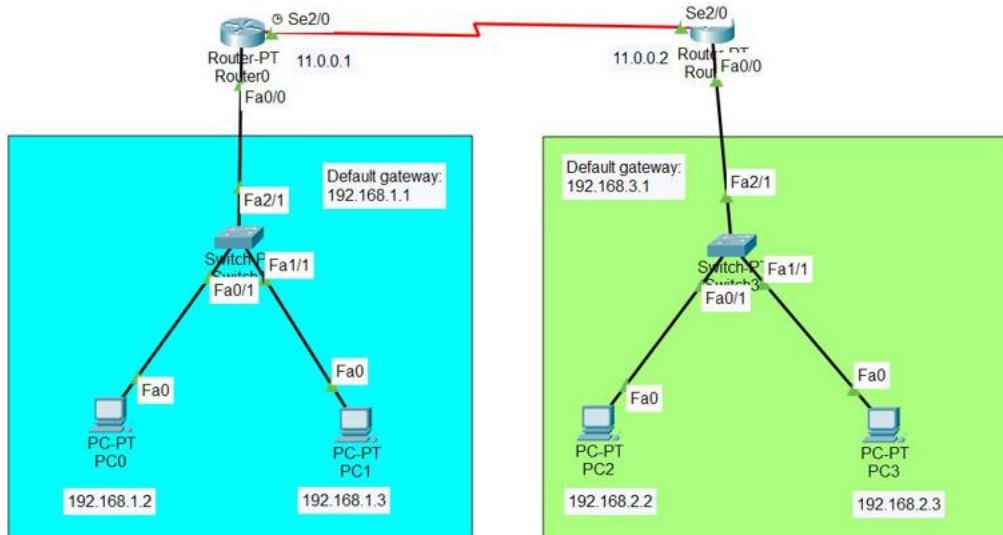 Se2/0
Router-PT
Router0
11.0.0.1
Fa0/0
Se2/0
11.0.0.2
Fa0/0
Default gateway:
192.168.1.1
Fa2/1
Fa1/1
Fa0/1
Fa0
Fa0
PC-PT
PC0
PC-PT
PC1
192.168.1.2
192.168.1.3
Default gateway:
192.168.3.1
Fa2/1
Switch-PT
Switch3
Fa1/1
Fa0/1
Fa0
Fa0
PC-PT
PC2
PC-PT
PC3
192.168.2.2
192.168.2.3